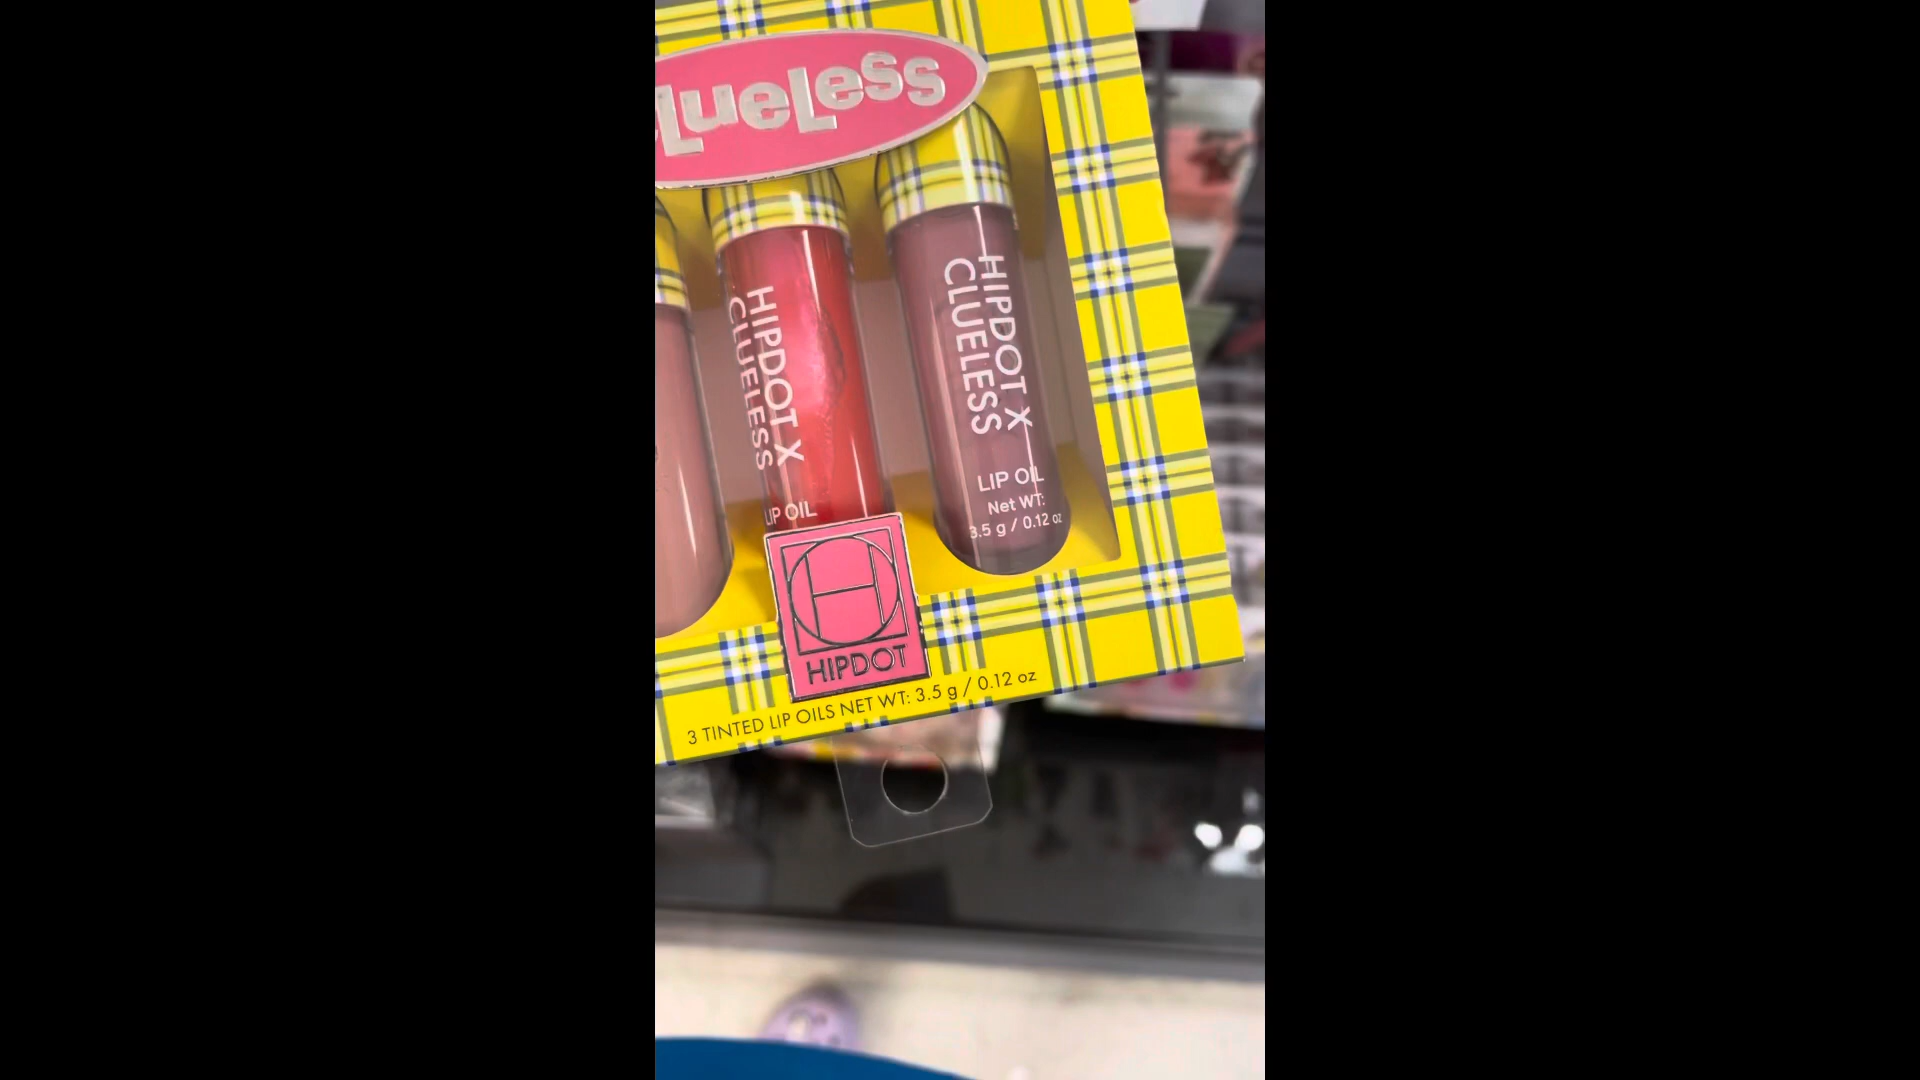 lueLess
HIPDOT X
CLUELESS
LIP OIL
HIPDOT X
CLUELESS
LIP OIL
Net WT:
3.5 g / 0.12 oz
HIPDOT
3 TINTED LIP OILS NET WT: 3.5 g / 0.12 oz